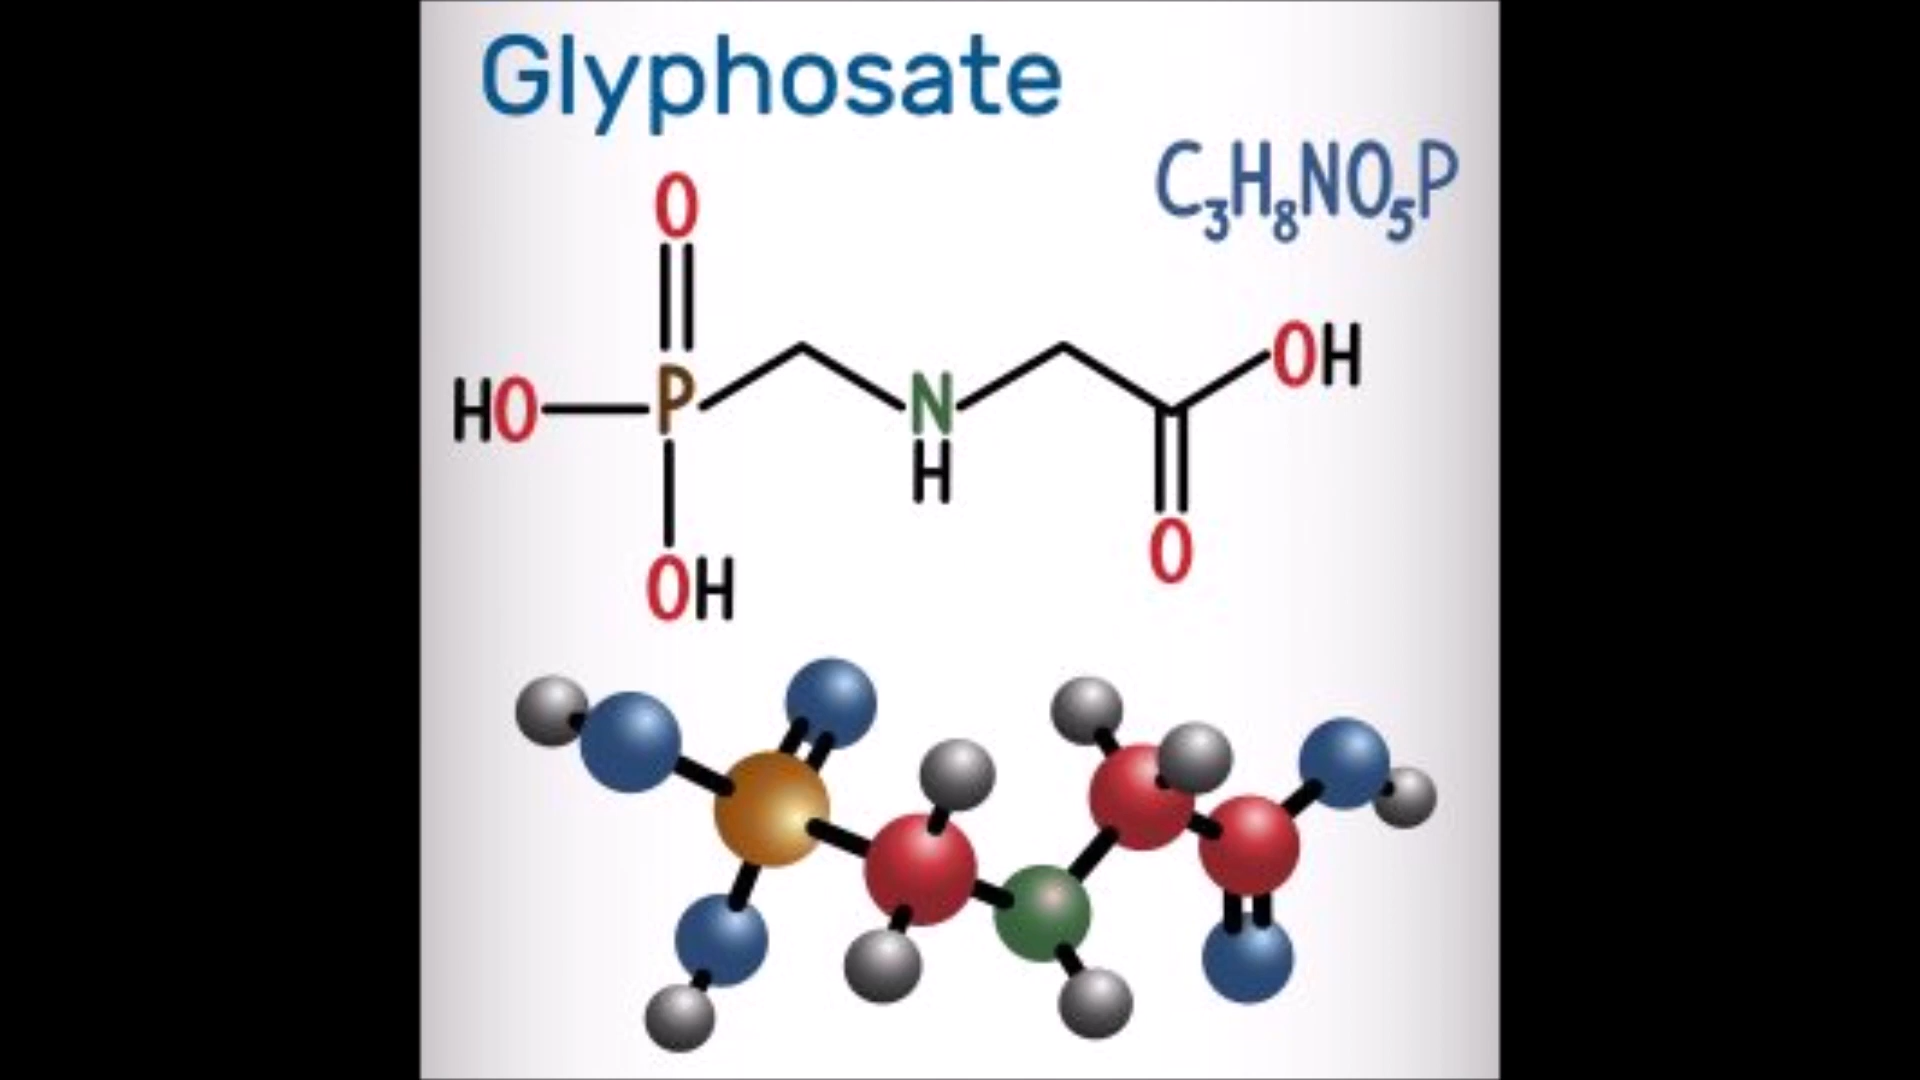 Glyphosate
C₃H₈NO₅P
O
HO P N OH
H
O
OH